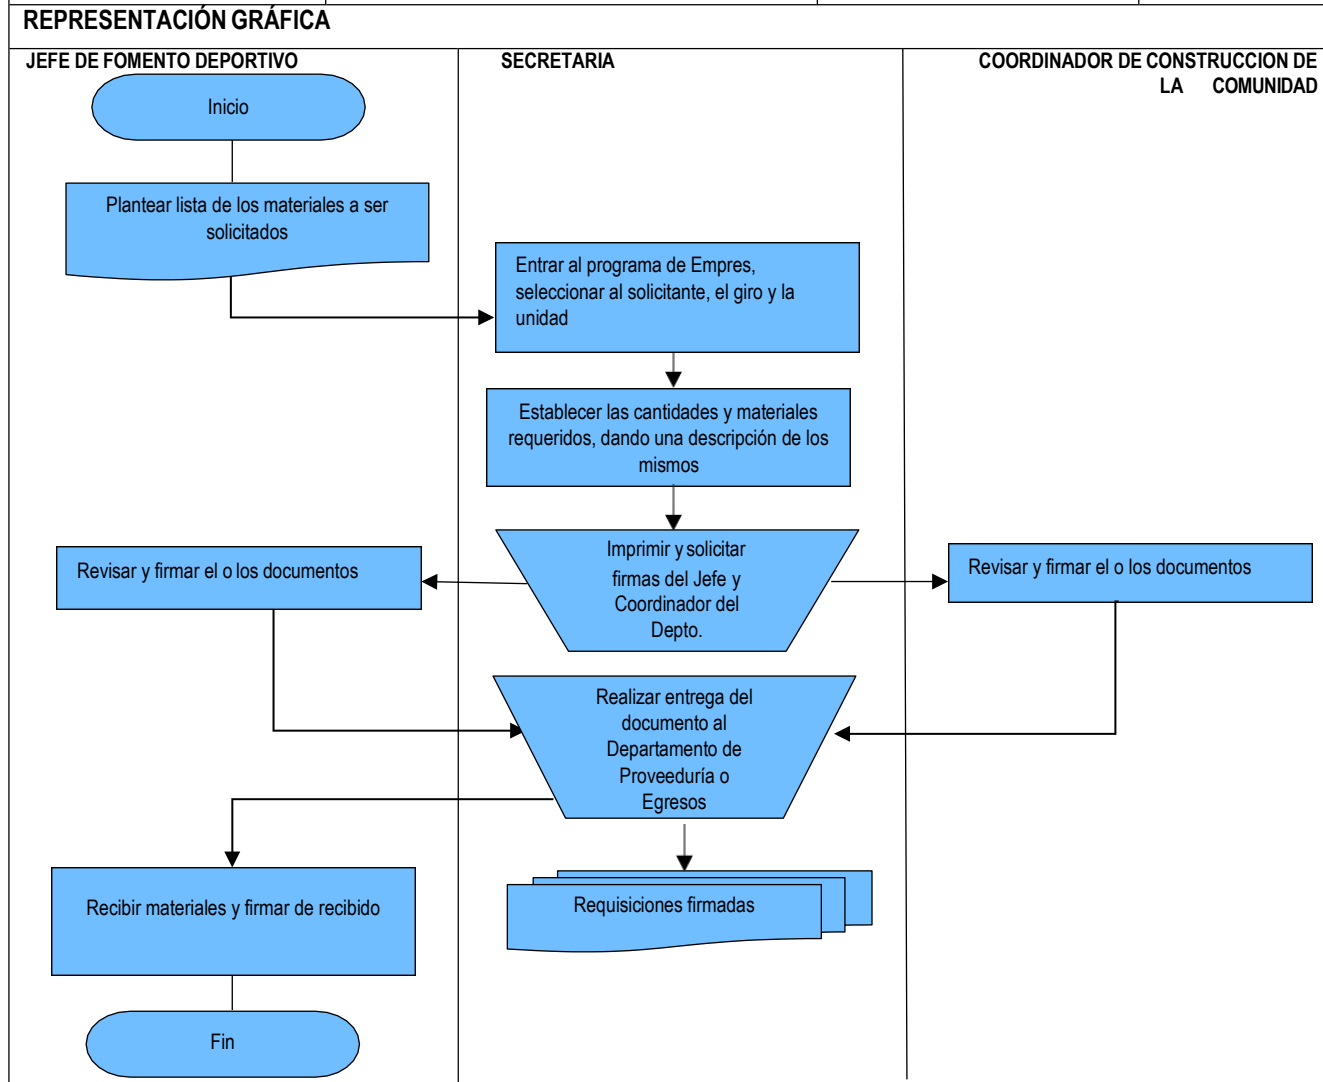 REPRESENTACIÓN GRÁFICA
JEFE DE FOMENTO DEPORTIVO
SECRETARIA
COORDINADOR DE CONSTRUCCION DE
LA COMUNIDAD
Inicio
Plantear lista de los materiales a ser
solicitados
Entrar al programa de Empres,
seleccionar al solicitante, el giro y la
unidad
Establecer las cantidades y materiales
requeridos, dando una descripción de los
mismos
Imprimir y solicitar
firmas del Jefe y
Coordinador del
Depto.
Revisar y firmar el o los documentos
Revisar y firmar el o los documentos
Realizar entrega del
documento al
Departamento de
Proveeduría o
Egresos
Recibir materiales y firmar de recibido
Requisiciones firmadas
Fin